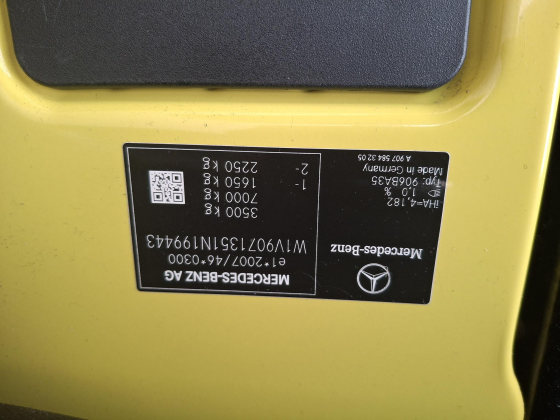 MERCEDES-BENZ AG
e1*2007/46*0300
W1V9071351N199443
3500 kg
7000 kg
1- 1650 kg
2- 2250 kg
Mercedes-Benz
iHA=4,182
1.0 %
Typ: 906BA35
Made in Germany
A 907 584 32 05